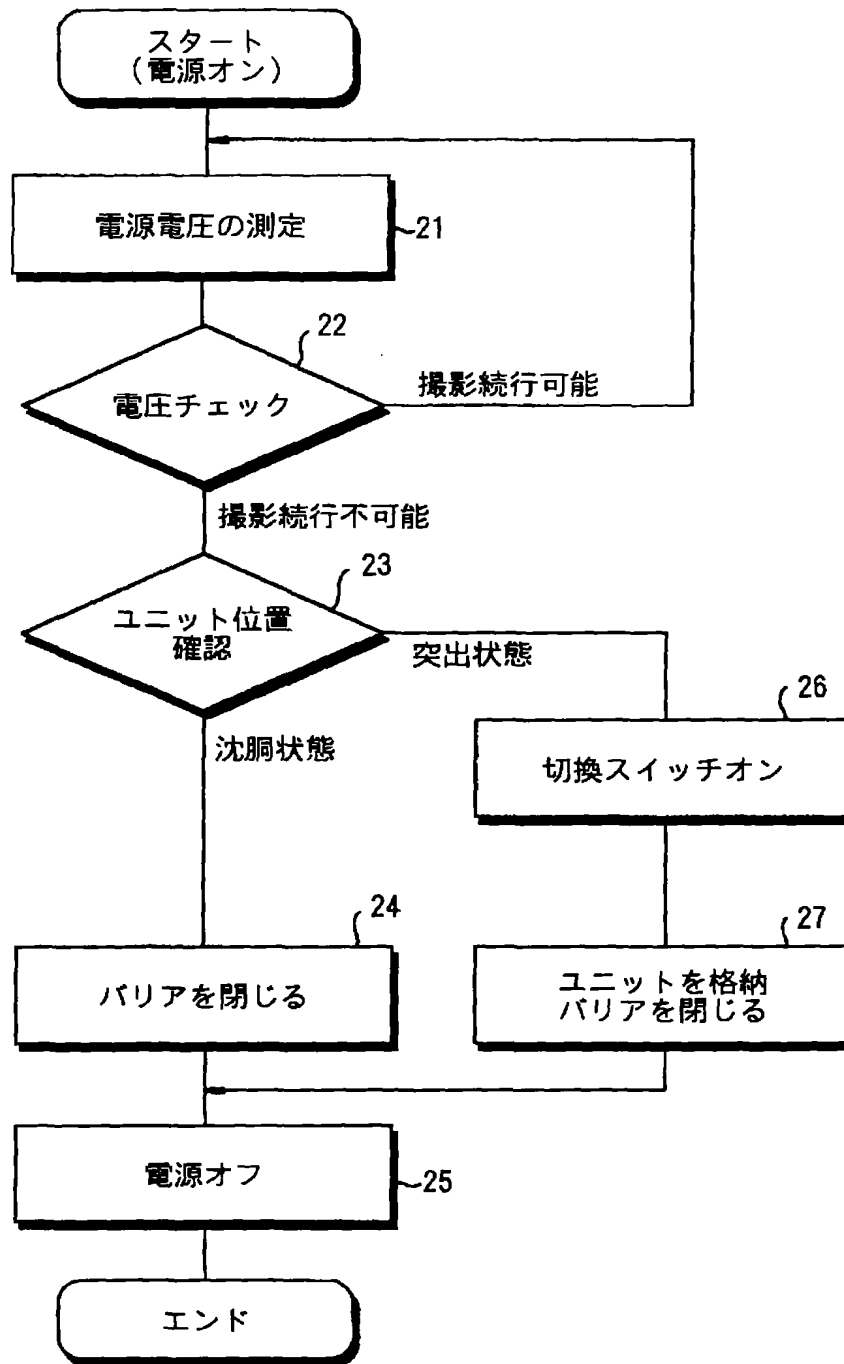 スタート
(電源オン)
電源電圧の測定
21
22
電圧チェック
撮影続行可能
撮影続行不可能
23
ユニット位置
確認
突出状態
沈胴状態
26
切換スイッチオン
24
バリアを閉じる
27
ユニットを格納
バリアを閉じる
電源オフ
25
エンド